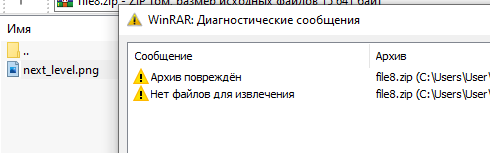 file8.zip - ZIP том, размер исходных файлов 15 641 байт
WinRAR: Диагностические сообщения
Имя
..
next_level.png
Сообщение Архив
Архив повреждён file8.zip (C:\Users\User\
Нет файлов для извлечения file8.zip (C:\Users\User\